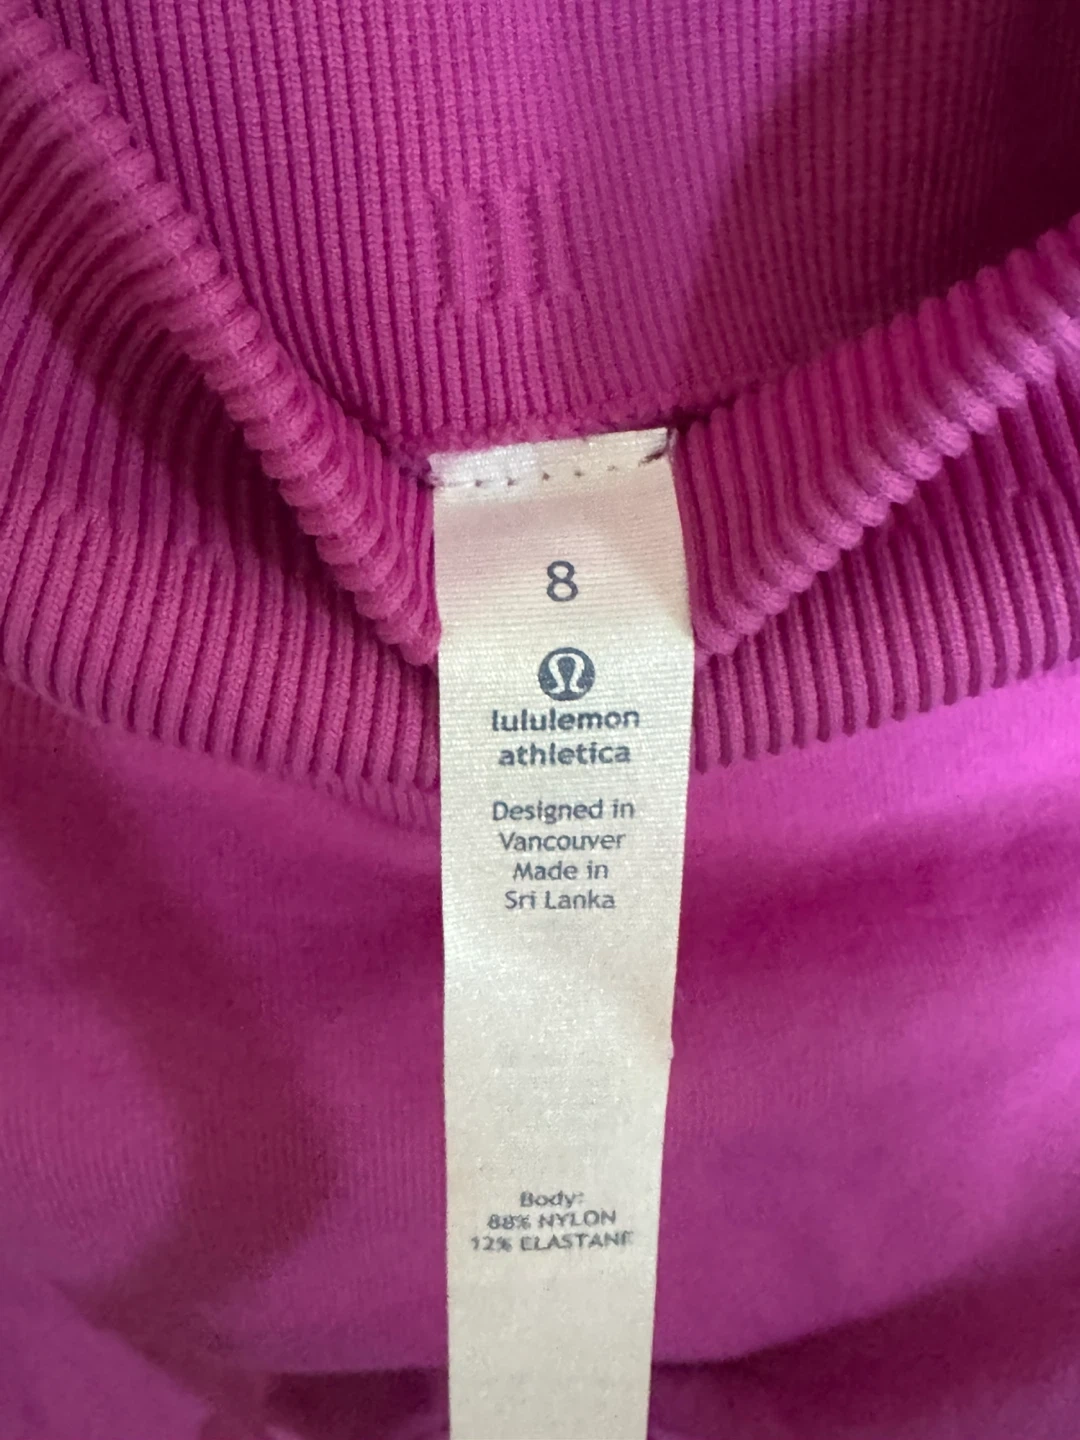 8
lululemon
athletica
Designed in
Vancouver
Made in
Sri Lanka
Body:
88% NYLON
12% ELASTANE